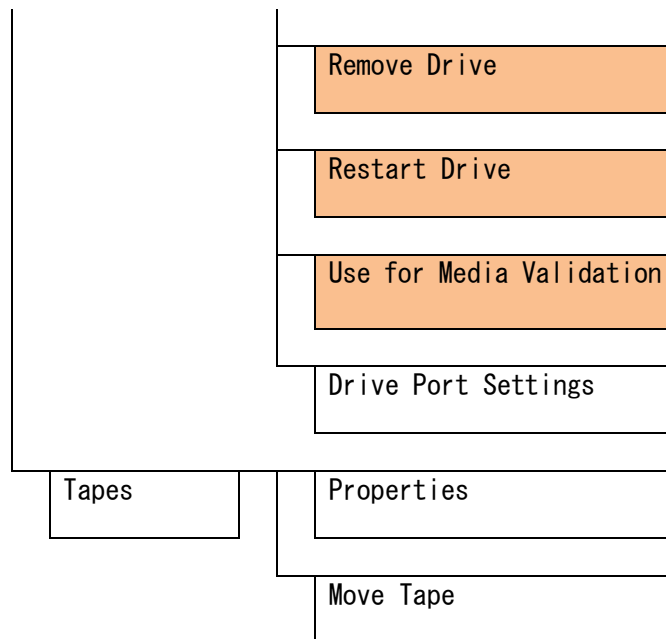 Remove Drive
Restart Drive
Use for Media Validation
Drive Port Settings
Tapes
Properties
Move Tape